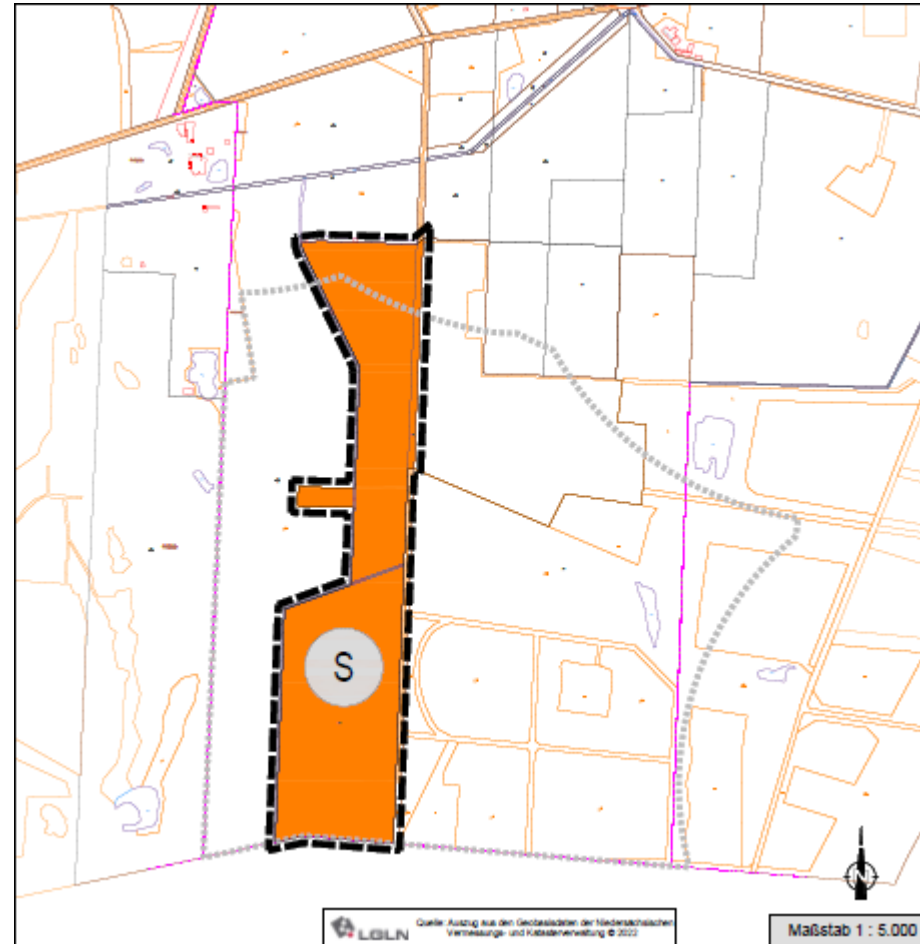 S
N
LGLN
Quelle: Auszug aus den Geobasisdaten der Niedersächsischen
Vermessungs- und Katasterverwaltung © 2022
Maßstab 1 : 5.000